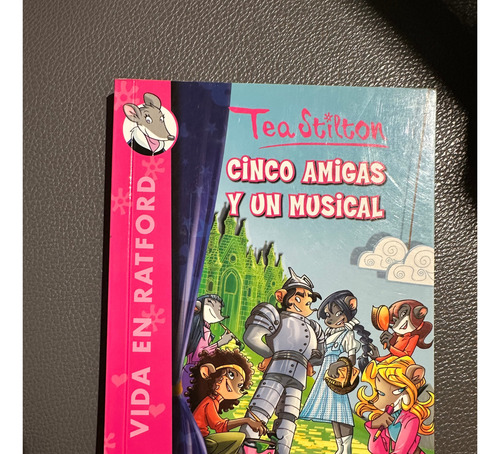 Tea Stilton
CINCO AMIGAS
Y UN MUSICAL
VIDA EN RATFORD